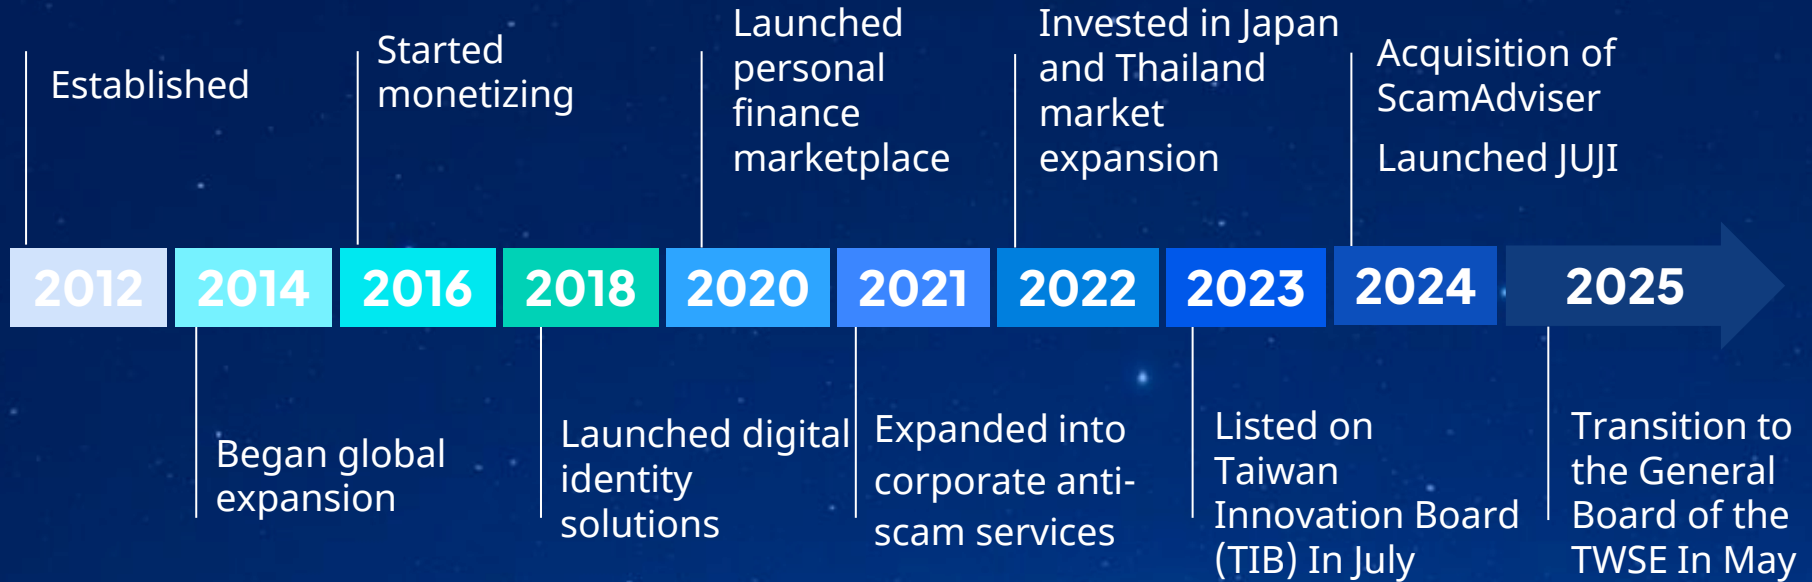 Established
Started
monetizing
Launched
personal
finance
marketplace
Invested in Japan
and Thailand
market
expansion
Acquisition of
ScamAdviser
Launched JUJI
2012
2014
2016
2018
2020
2021
2022
2023
2024
2025
Began global
expansion
Launched digital
identity
solutions
Expanded into
corporate anti-
scam services
Listed on
Taiwan
Innovation Board
(TIB) In July
Transition to
the General
Board of the
TWSE In May